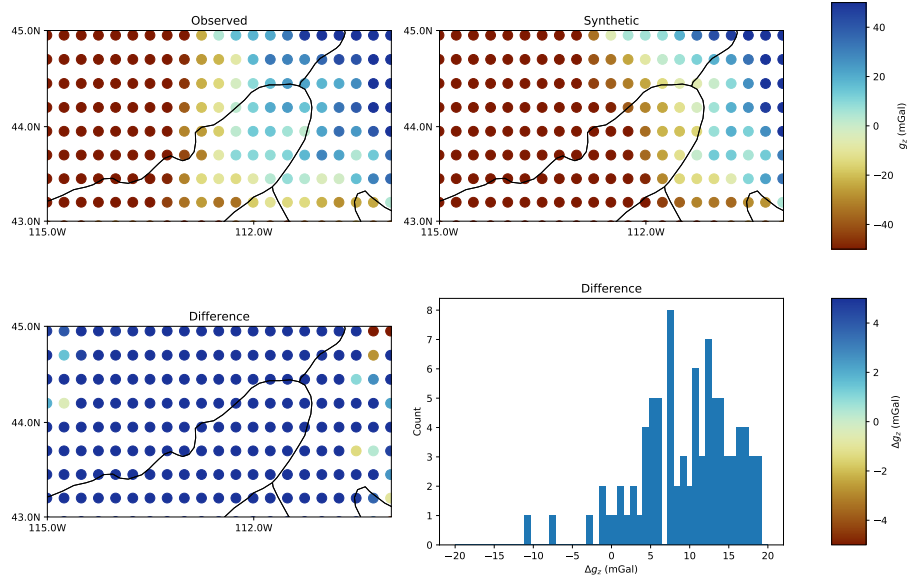 Observed
Synthetic
45.0N
44.0N
43.0N
115.0W
112.0W
45.0N
44.0N
43.0N
115.0W
112.0W
40
20
0
−20
−40
g_z (mGal)
Difference
45.0N
44.0N
43.0N
115.0W
112.0W
Difference
8
7
6
5
4
3
2
1
0
Count
−20
−15
−10
−5
0
5
10
15
20
Δg_z (mGal)
4
2
0
−2
−4
Δg_z (mGal)